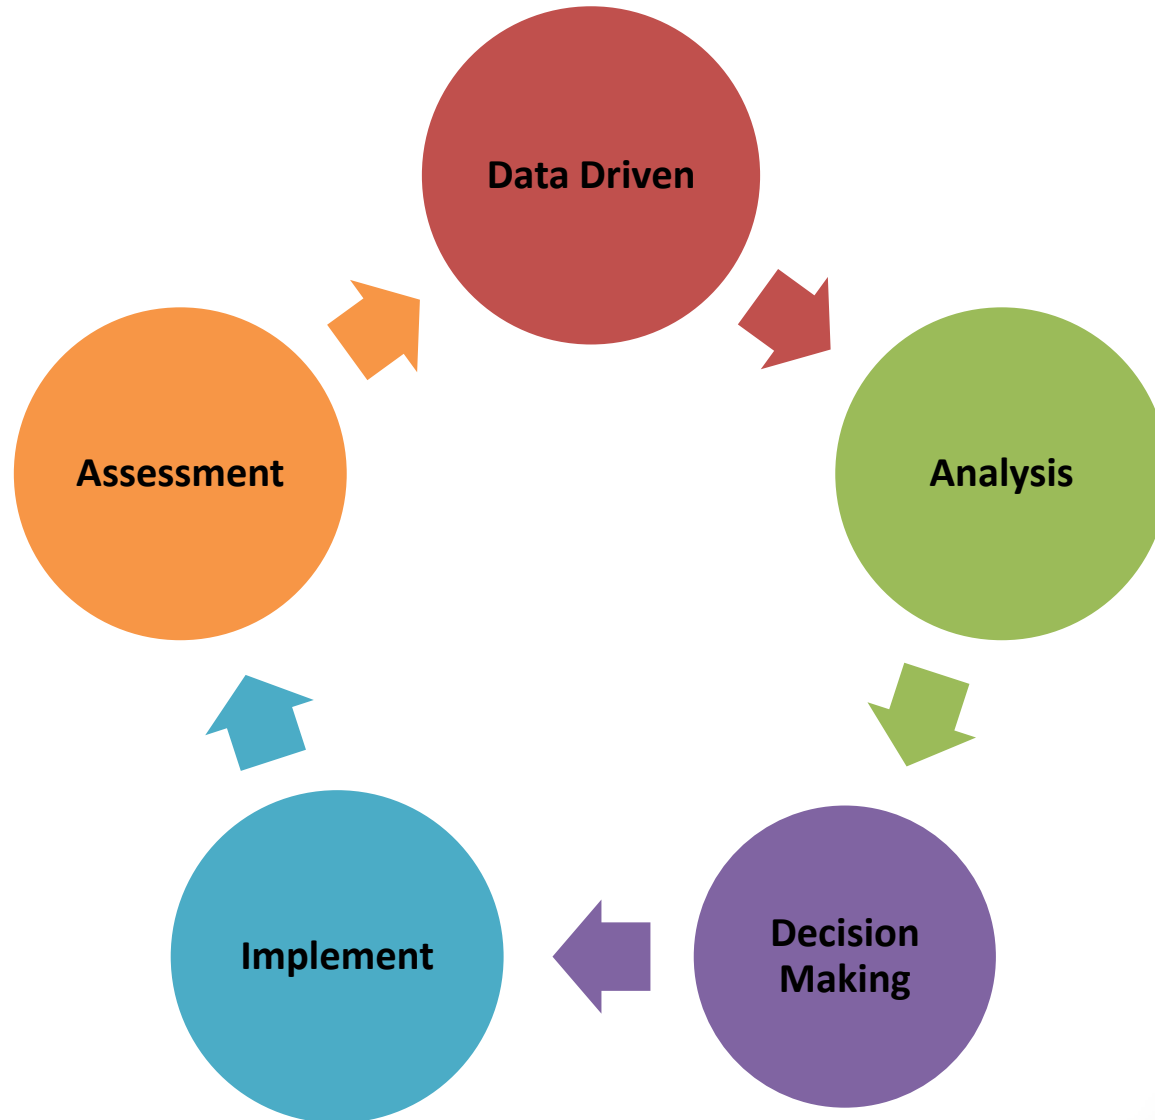 Data Driven
Analysis
Decision
Making
Implement
Assessment